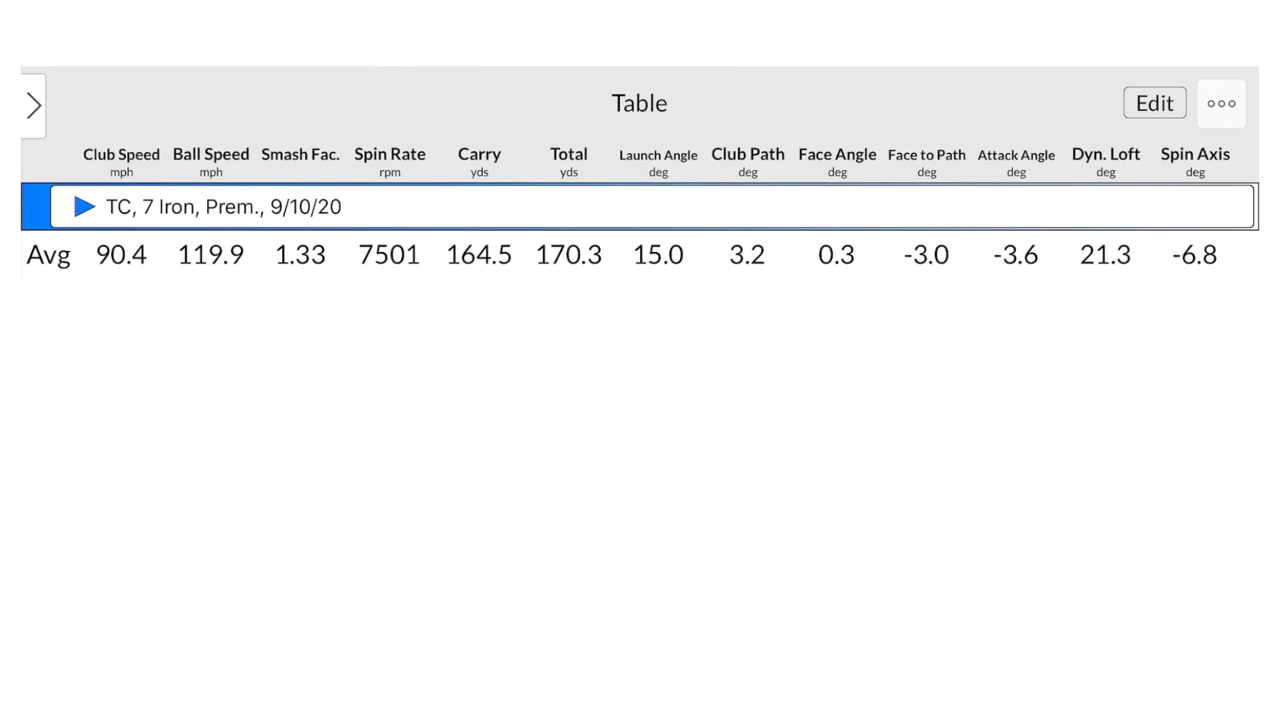 Table
Edit
Club Speed Ball Speed Smash Fac. Spin Rate Carry Total Launch Angle Club Path Face Angle Face to Path Attack Angle Dyn. Loft Spin Axis
mph mph rpm yds yds deg deg deg deg deg deg deg
TC, 7 Iron, Prem., 9/10/20
Avg 90.4 119.9 1.33 7501 164.5 170.3 15.0 3.2 0.3 -3.0 -3.6 21.3 -6.8